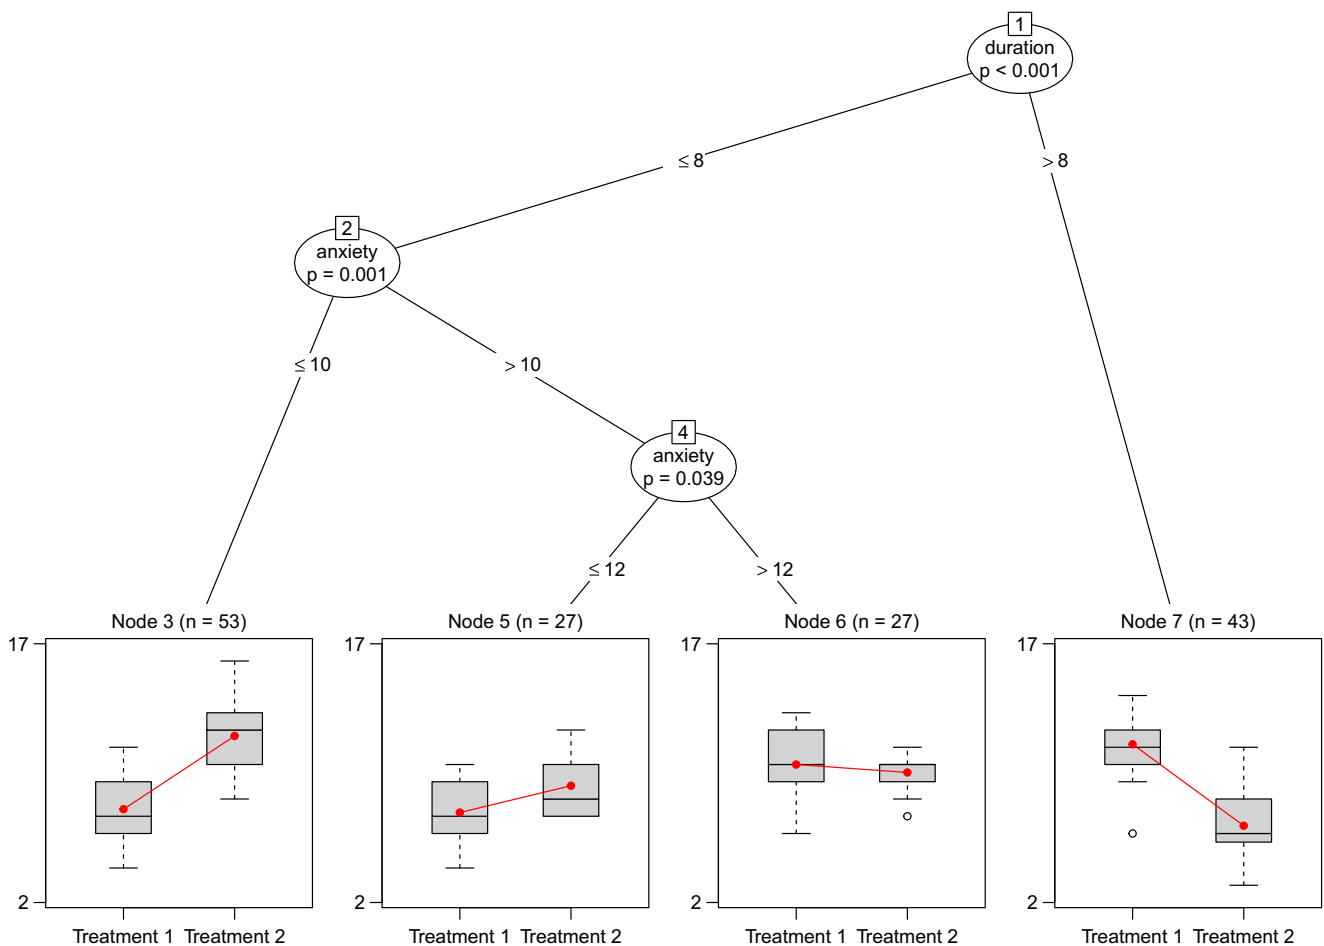 1
duration
p < 0.001
≤ 8
> 8
2
anxiety
p = 0.001
≤ 10
> 10
4
anxiety
p = 0.039
≤ 12
> 12
Node 3 (n = 53)
17
2
Treatment 1 Treatment 2
Node 5 (n = 27)
17
2
Treatment 1 Treatment 2
Node 6 (n = 27)
17
2
Treatment 1 Treatment 2
Node 7 (n = 43)
17
2
Treatment 1 Treatment 2